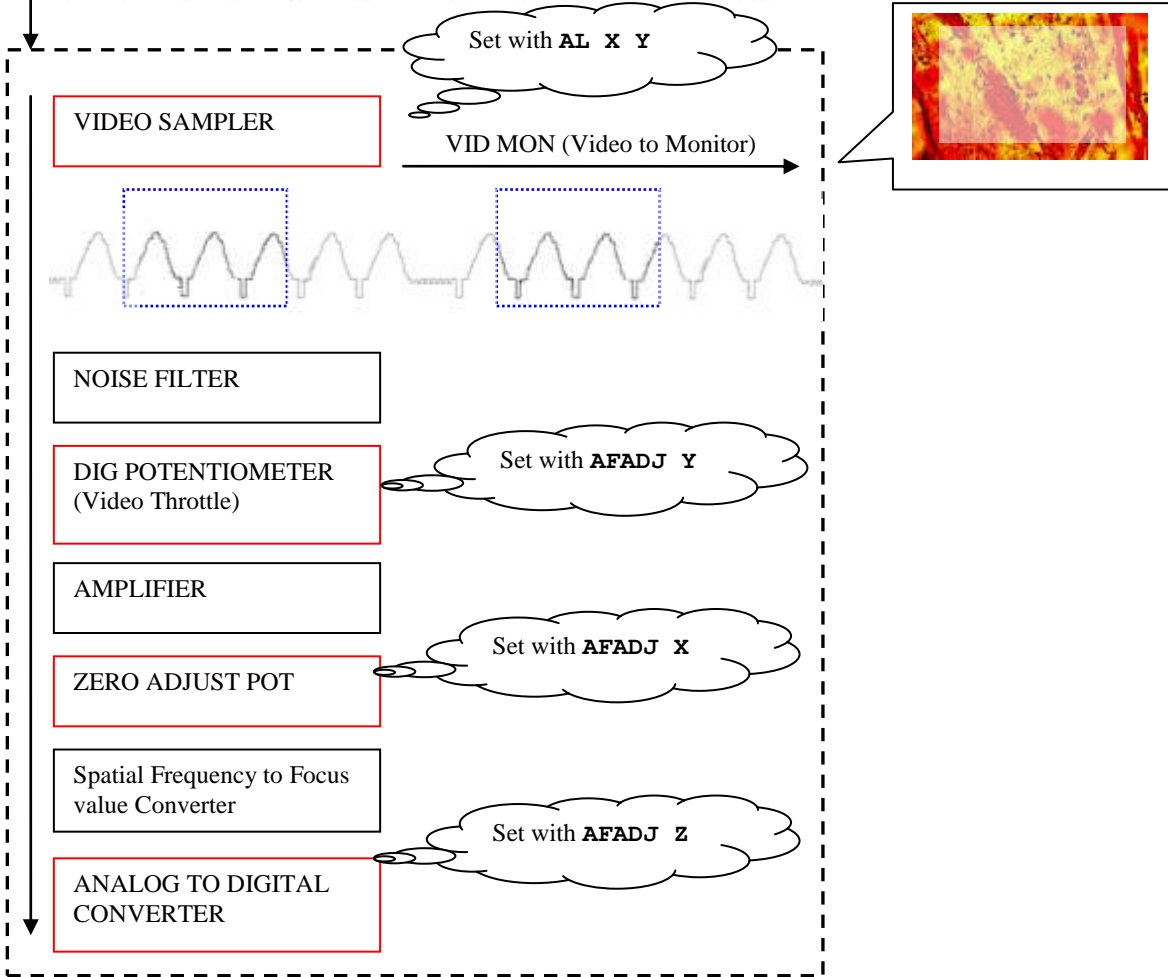 Set with AL X Y
VIDEO SAMPLER
VID MON (Video to Monitor)
NOISE FILTER
DIG POTENTIOMETER
(Video Throttle)
Set with AFADJ Y
AMPLIFIER
Set with AFADJ X
ZERO ADJUST POT
Spatial Frequency to Focus
value Converter
Set with AFADJ Z
ANALOG TO DIGITAL
CONVERTER